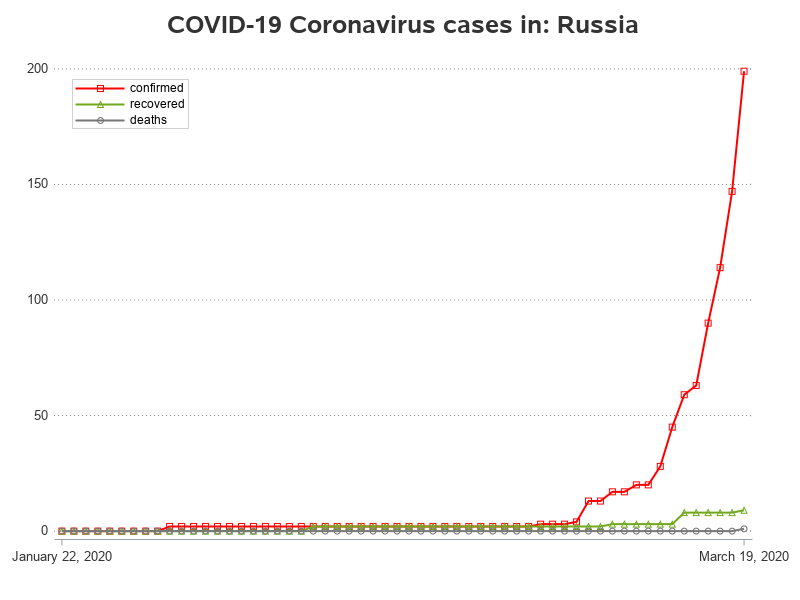 COVID-19 Coronavirus cases in: Russia
200
confirmed
recovered
deaths
150
100
50
0
January 22, 2020
March 19, 2020